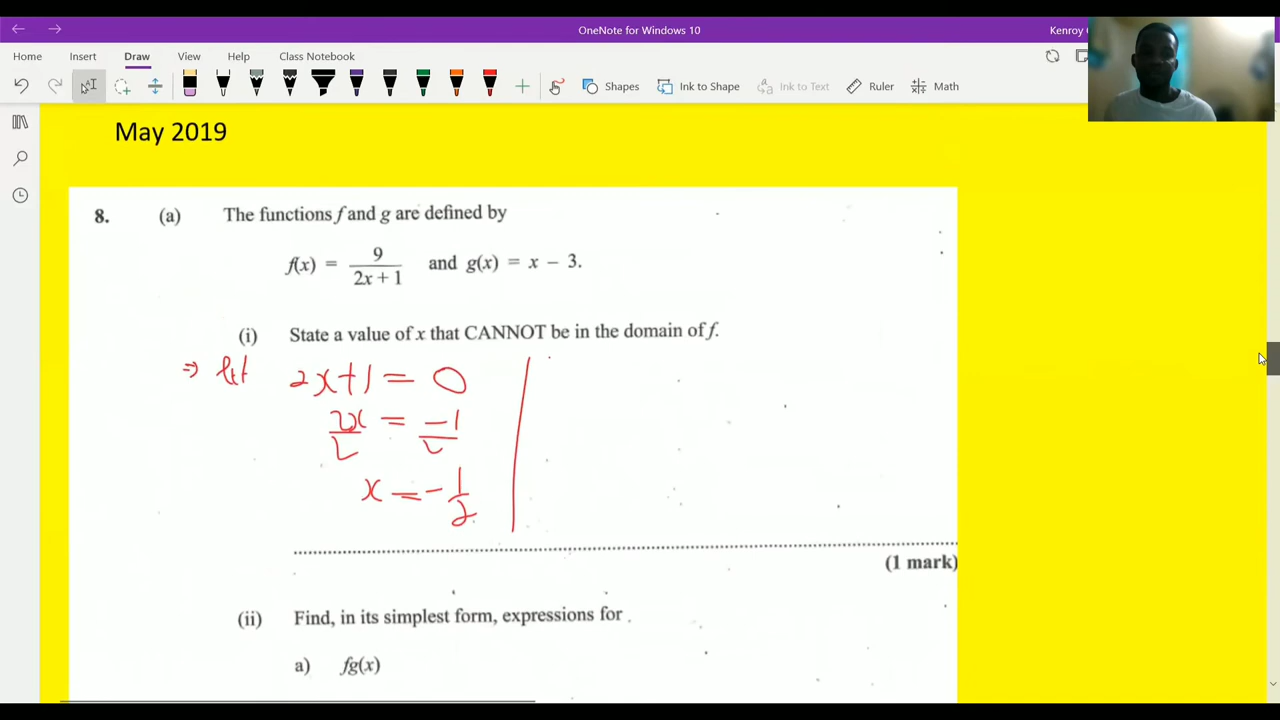 OneNote for Windows 10
Kenroy
Home Insert Draw View Help Class Notebook
Shapes Ink to Shape Ink to Text Ruler Math
May 2019
8. (a) The functions f and g are defined by
f(x) = 9 / (2x + 1) and g(x) = x − 3.
(i) State a value of x that CANNOT be in the domain of f.
⇒ let 2x+1 = 0
2x/2 = -1/2
x = -1/2
(1 mark)
(ii) Find, in its simplest form, expressions for
a) fg(x)